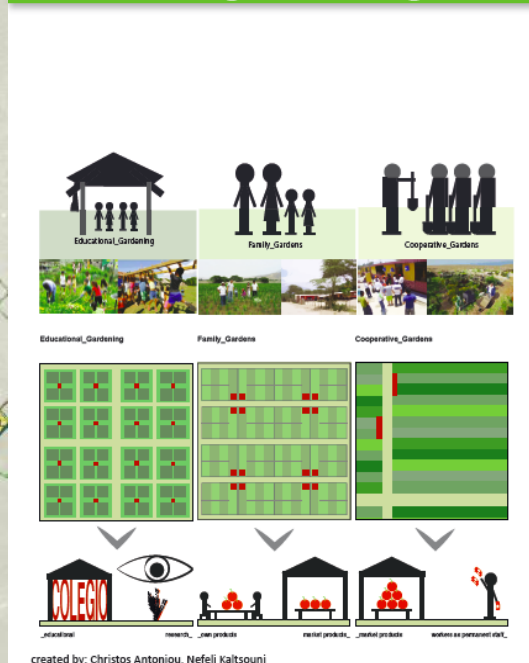 Educational_Gardening
Family_Gardens
Cooperative_Gardens
Educational_Gardening
Family_Gardens
Cooperative_Gardens
COLEGIO
_educational
research_
_own products
market products_
_market products
workers as permanent staff_
created by: Christos Antoniou, Nefeli Kaltsouni